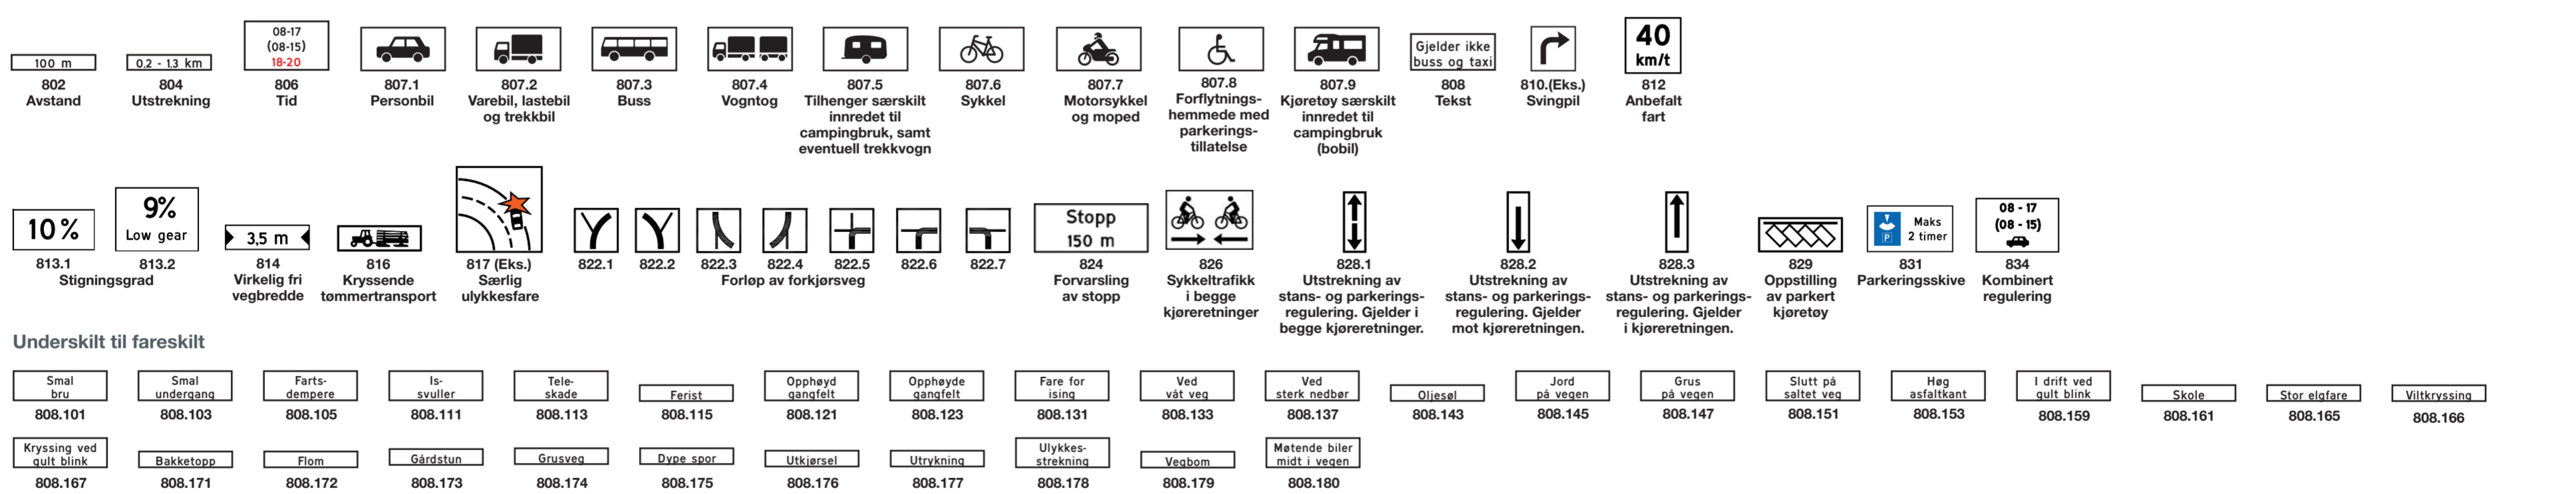 100 m
802
Avstand
0,2 - 1,3 km
804
Utstrekning
08-17
(08-15)
18-20
806
Tid
807.1
Personbil
807.2
Varebil, lastebil
og trekkbil
807.3
Buss
807.4
Vogntog
807.5
Tilhenger særskilt
innredet til
campingbruk, samt
eventuell trekkvogn
807.6
Sykkel
807.7
Motorsykkel
og moped
807.8
Forflytnings-
hemmede med
parkerings-
tillatelse
807.9
Kjøretøy særskilt
innredet til
campingbruk
(bobil)
Gjelder ikke
buss og taxi
808
Tekst
810.(Eks.)
Svingpil
40
km/t
812
Anbefalt
fart
10%
813.1
9%
Low gear
813.2
Stigningsgrad
3,5 m
814
Virkelig fri
vegbredde
816
Kryssende
tømmertransport
817 (Eks.)
Særlig
ulykkesfare
822.1
822.2
822.3
822.4
822.5
822.6
822.7
Forløp av forkjørsveg
Stopp
150 m
824
Forvarsling
av stopp
826
Sykkeltrafikk
i begge
kjøreretninger
828.1
Utstrekning av
stans- og parkerings-
regulering. Gjelder i
begge kjøreretninger.
828.2
Utstrekning av
stans- og parkerings-
regulering. Gjelder
mot kjøreretningen.
828.3
Utstrekning av
stans- og parkerings-
regulering. Gjelder
i kjøreretningen.
829
Oppstilling
av parkert
kjøretøy
P
Maks
2 timer
831
Parkeringsskive
08 - 17
(08 - 15)
834
Kombinert
regulering
Underskilt til fareskilt
Smal
bru
808.101
Smal
undergang
808.103
Farts-
dempere
808.105
Is-
svuller
808.111
Tele-
skade
808.113
Ferist
808.115
Opphøyd
gangfelt
808.121
Opphøyde
gangfelt
808.123
Fare for
ising
808.131
Ved
våt veg
808.133
Ved
sterk nedbør
808.137
Oljesøl
808.143
Jord
på vegen
808.145
Grus
på vegen
808.147
Slutt på
saltet veg
808.151
Høg
asfaltkant
808.153
I drift ved
gult blink
808.159
Skole
808.161
Stor elgfare
808.165
Viltkryssing
808.166
Kryssing ved
gult blink
808.167
Bakketopp
808.171
Flom
808.172
Gårdstun
808.173
Grusveg
808.174
Dype spor
808.175
Utkjørsel
808.176
Utrykning
808.177
Ulykkes-
strekning
808.178
Vegbom
808.179
Møtende biler
midt i vegen
808.180